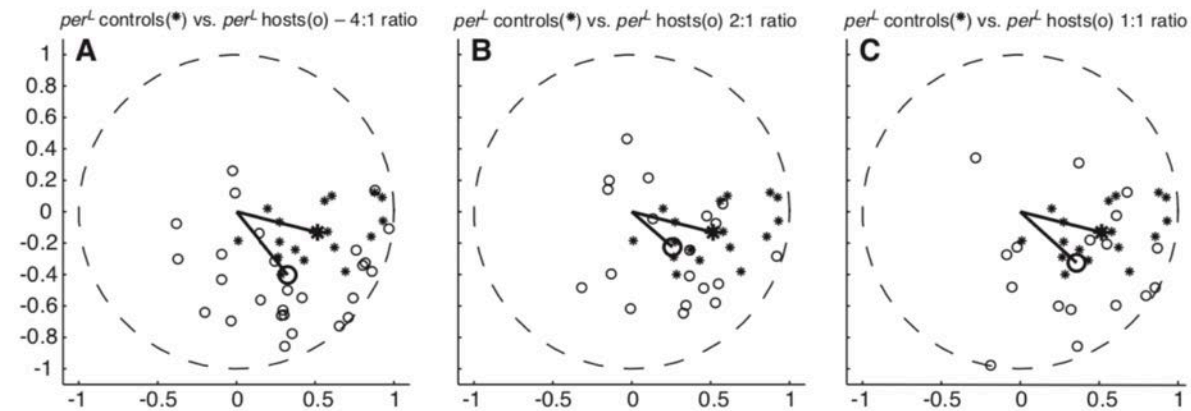 per^L controls(*) vs. per^L hosts(o) – 4:1 ratio
per^L controls(*) vs. per^L hosts(o) 2:1 ratio
per^L controls(*) vs. per^L hosts(o) 1:1 ratio
A
B
C
1
0.8
0.6
0.4
0.2
0
-0.2
-0.4
-0.6
-0.8
-1
-1 -0.5 0 0.5 1
-1 -0.5 0 0.5 1
-1 -0.5 0 0.5 1